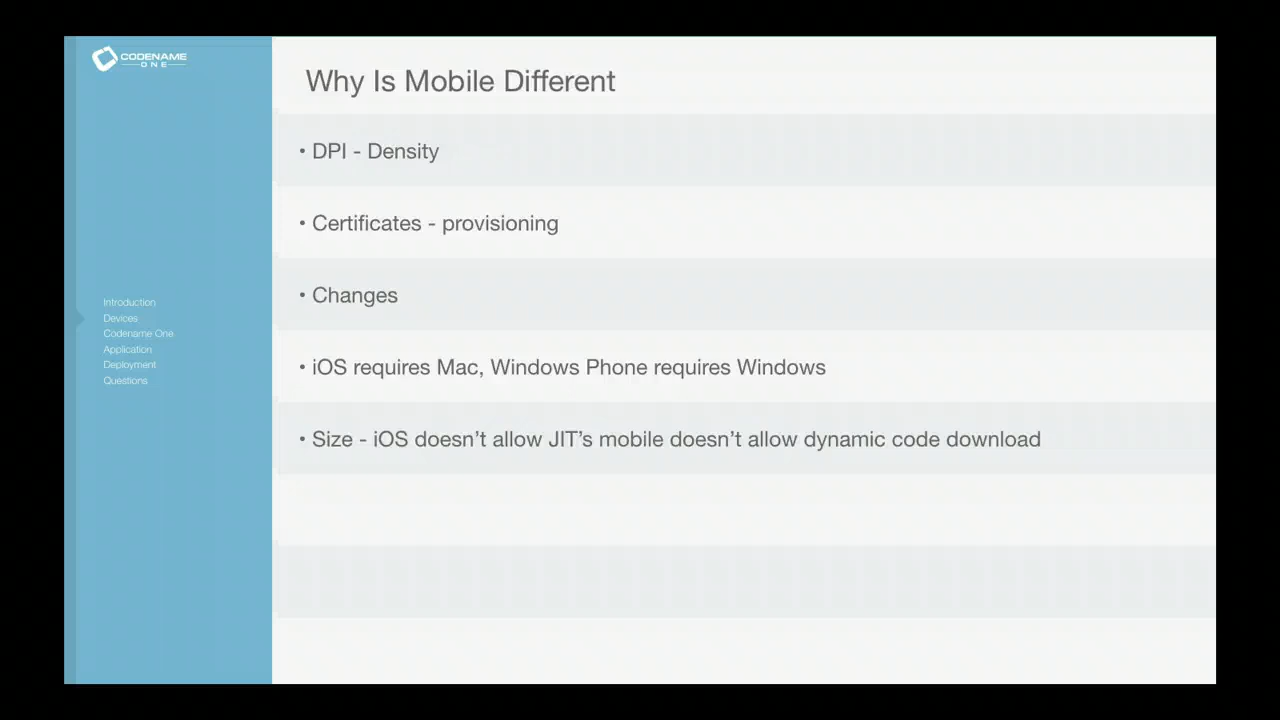 CODENAME
ONE
Why Is Mobile Different
• DPI - Density
• Certificates - provisioning
• Changes
• iOS requires Mac, Windows Phone requires Windows
• Size - iOS doesn’t allow JIT’s mobile doesn’t allow dynamic code download
Introduction
Devices
Codename One
Application
Deployment
Questions